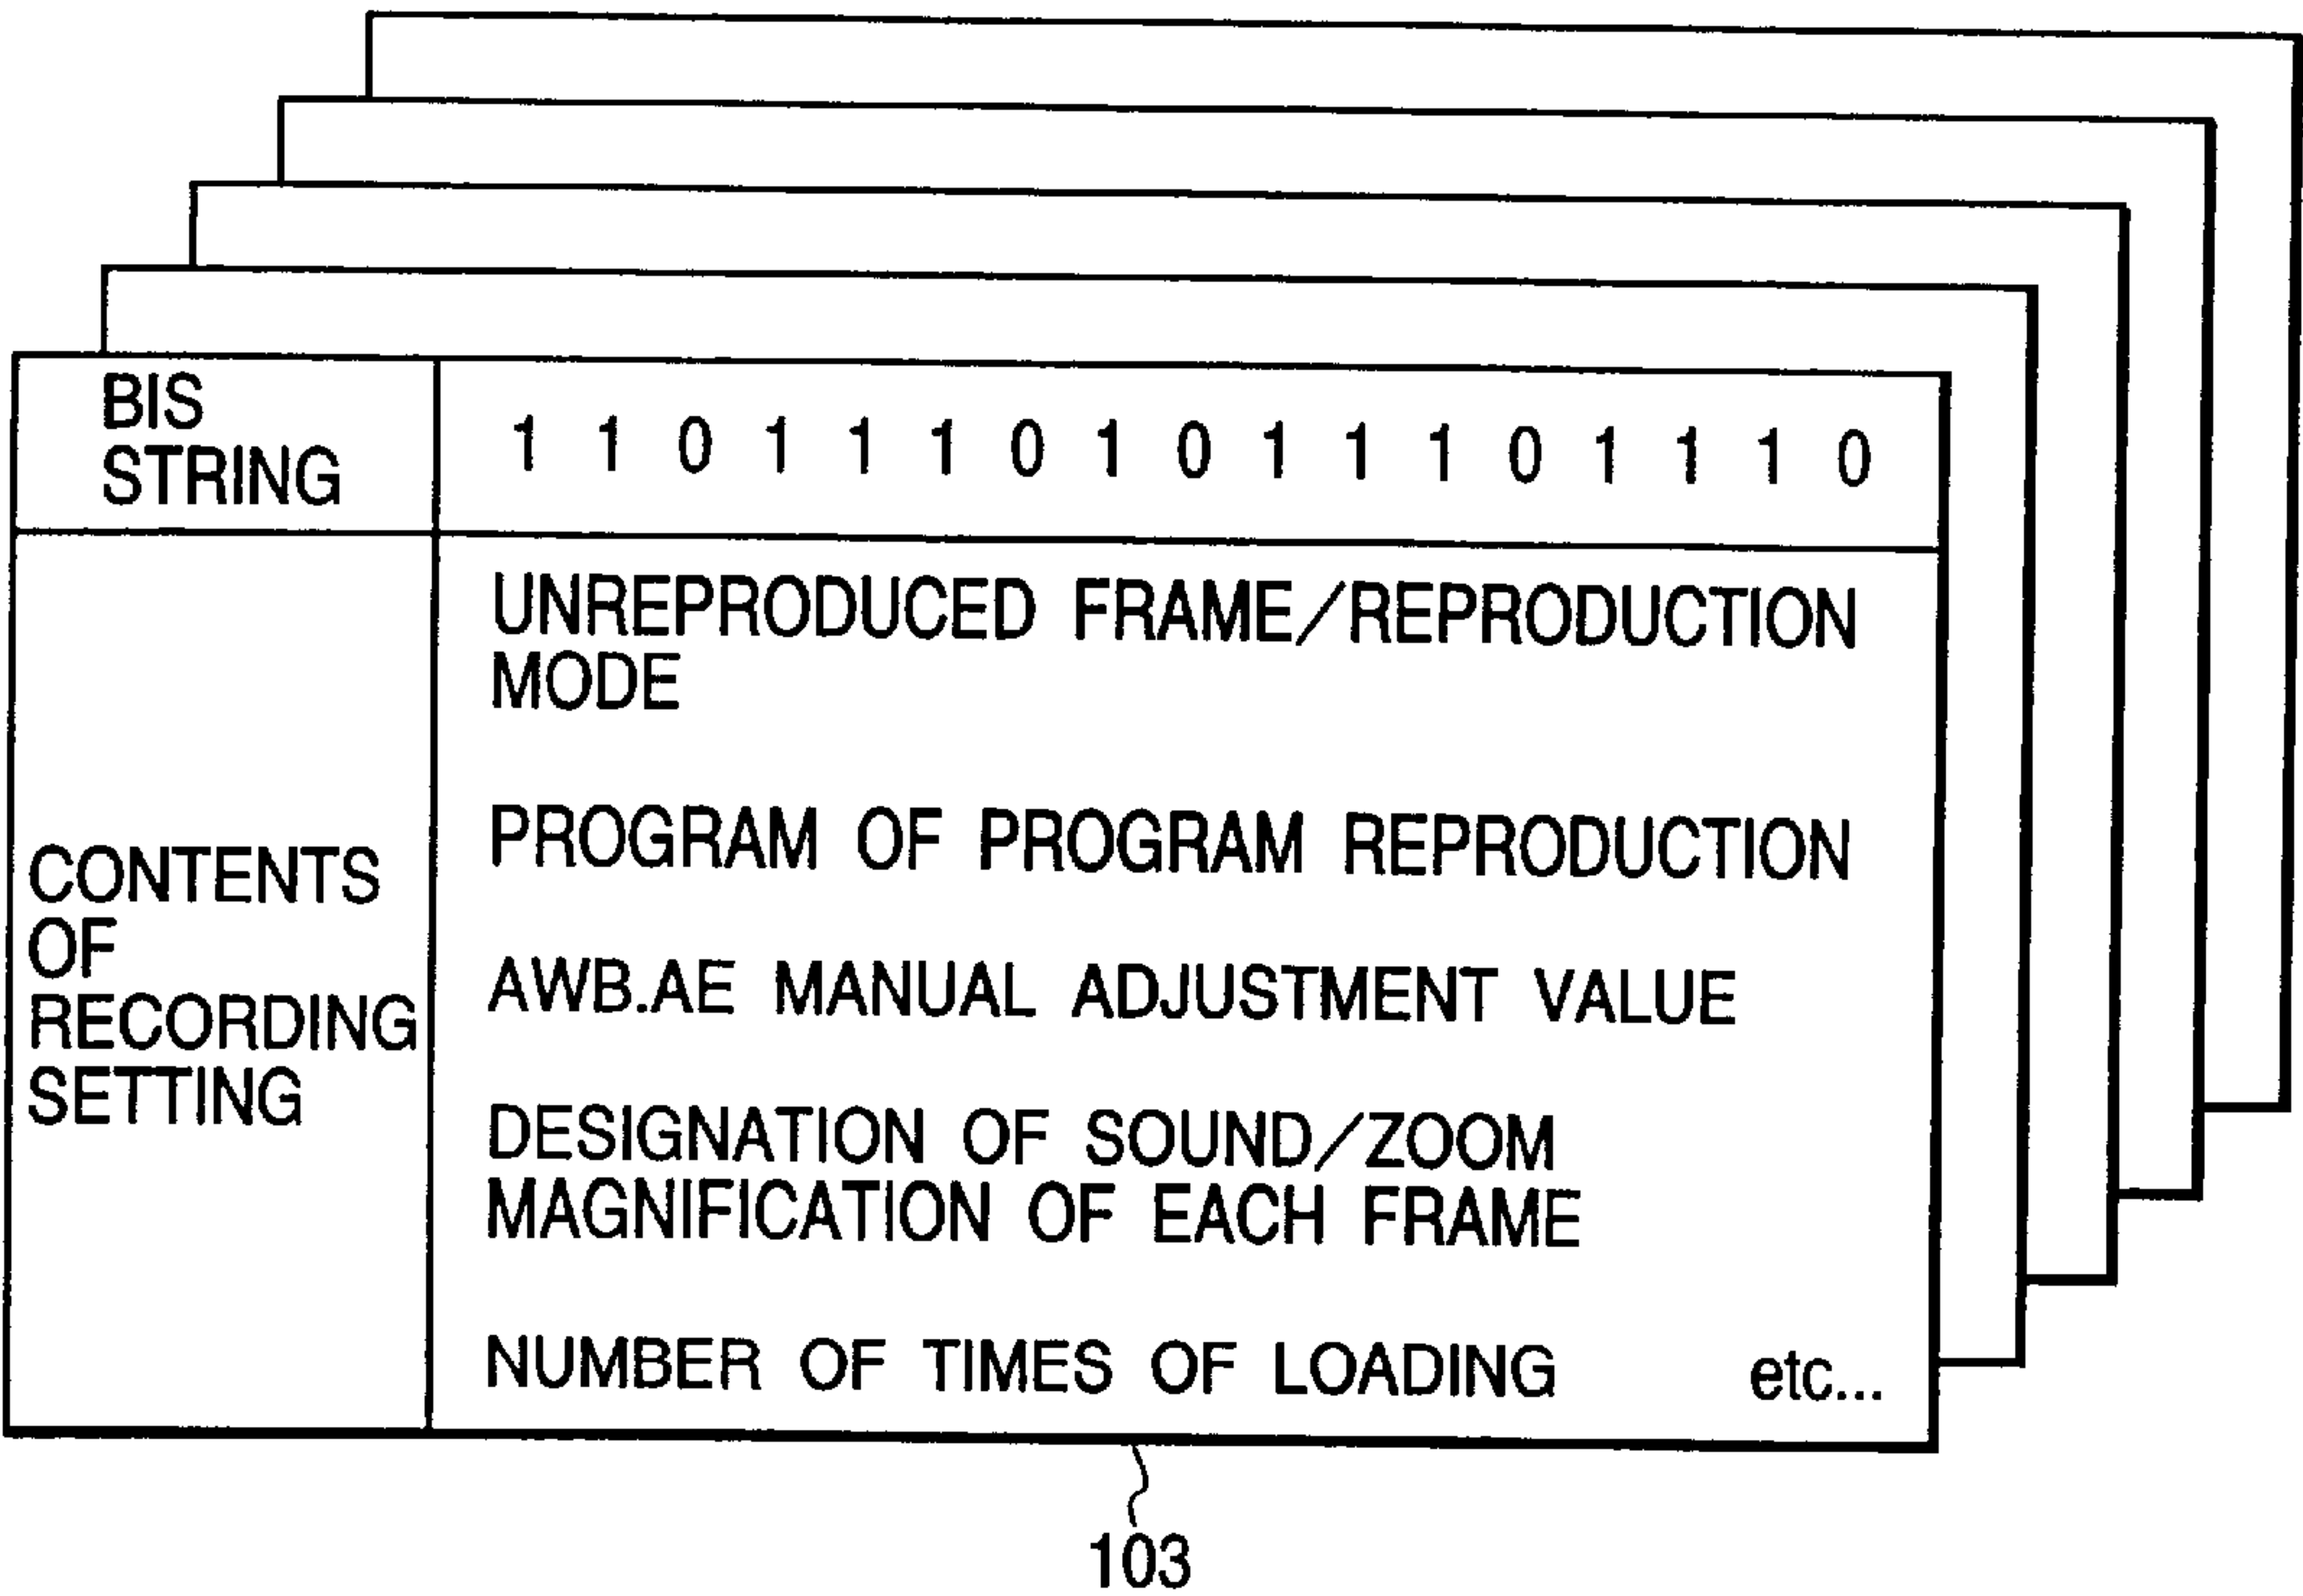 BIS
STRING
1 1 0 1 1 1 0 1 0 1 1 1 0 1 1 1 0
CONTENTS
OF
RECORDING
SETTING
UNREPRODUCED FRAME/REPRODUCTION
MODE
PROGRAM OF PROGRAM REPRODUCTION
AWB.AE MANUAL ADJUSTMENT VALUE
DESIGNATION OF SOUND/ZOOM
MAGNIFICATION OF EACH FRAME
NUMBER OF TIMES OF LOADING etc...
103